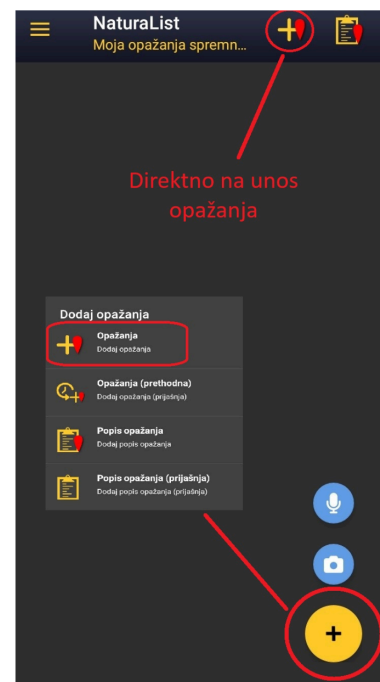 NaturaList
Moja opažanja spremn...
Direktno na unos
opažanja
Dodaj opažanja
Opažanja
Dodaj opažanja
Opažanja (prethodna)
Dodaj opažanja (prijašnja)
Popis opažanja
Dodaj popis opažanja
Popis opažanja (prijašnja)
Dodaj popis opažanja (prijašnja)